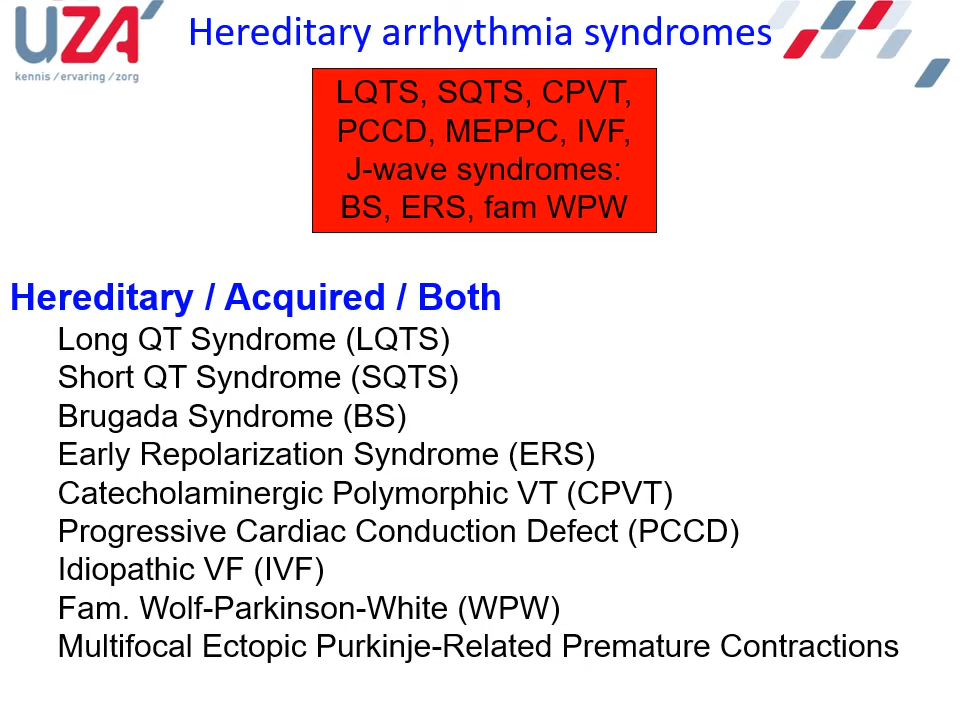 UZA'
kennis / ervaring / zorg
Hereditary arrhythmia syndromes
LQTS, SQTS, CPVT,
PCCD, MEPPC, IVF,
J-wave syndromes:
BS, ERS, fam WPW
Hereditary / Acquired / Both
Long QT Syndrome (LQTS)
Short QT Syndrome (SQTS)
Brugada Syndrome (BS)
Early Repolarization Syndrome (ERS)
Catecholaminergic Polymorphic VT (CPVT)
Progressive Cardiac Conduction Defect (PCCD)
Idiopathic VF (IVF)
Fam. Wolf-Parkinson-White (WPW)
Multifocal Ectopic Purkinje-Related Premature Contractions